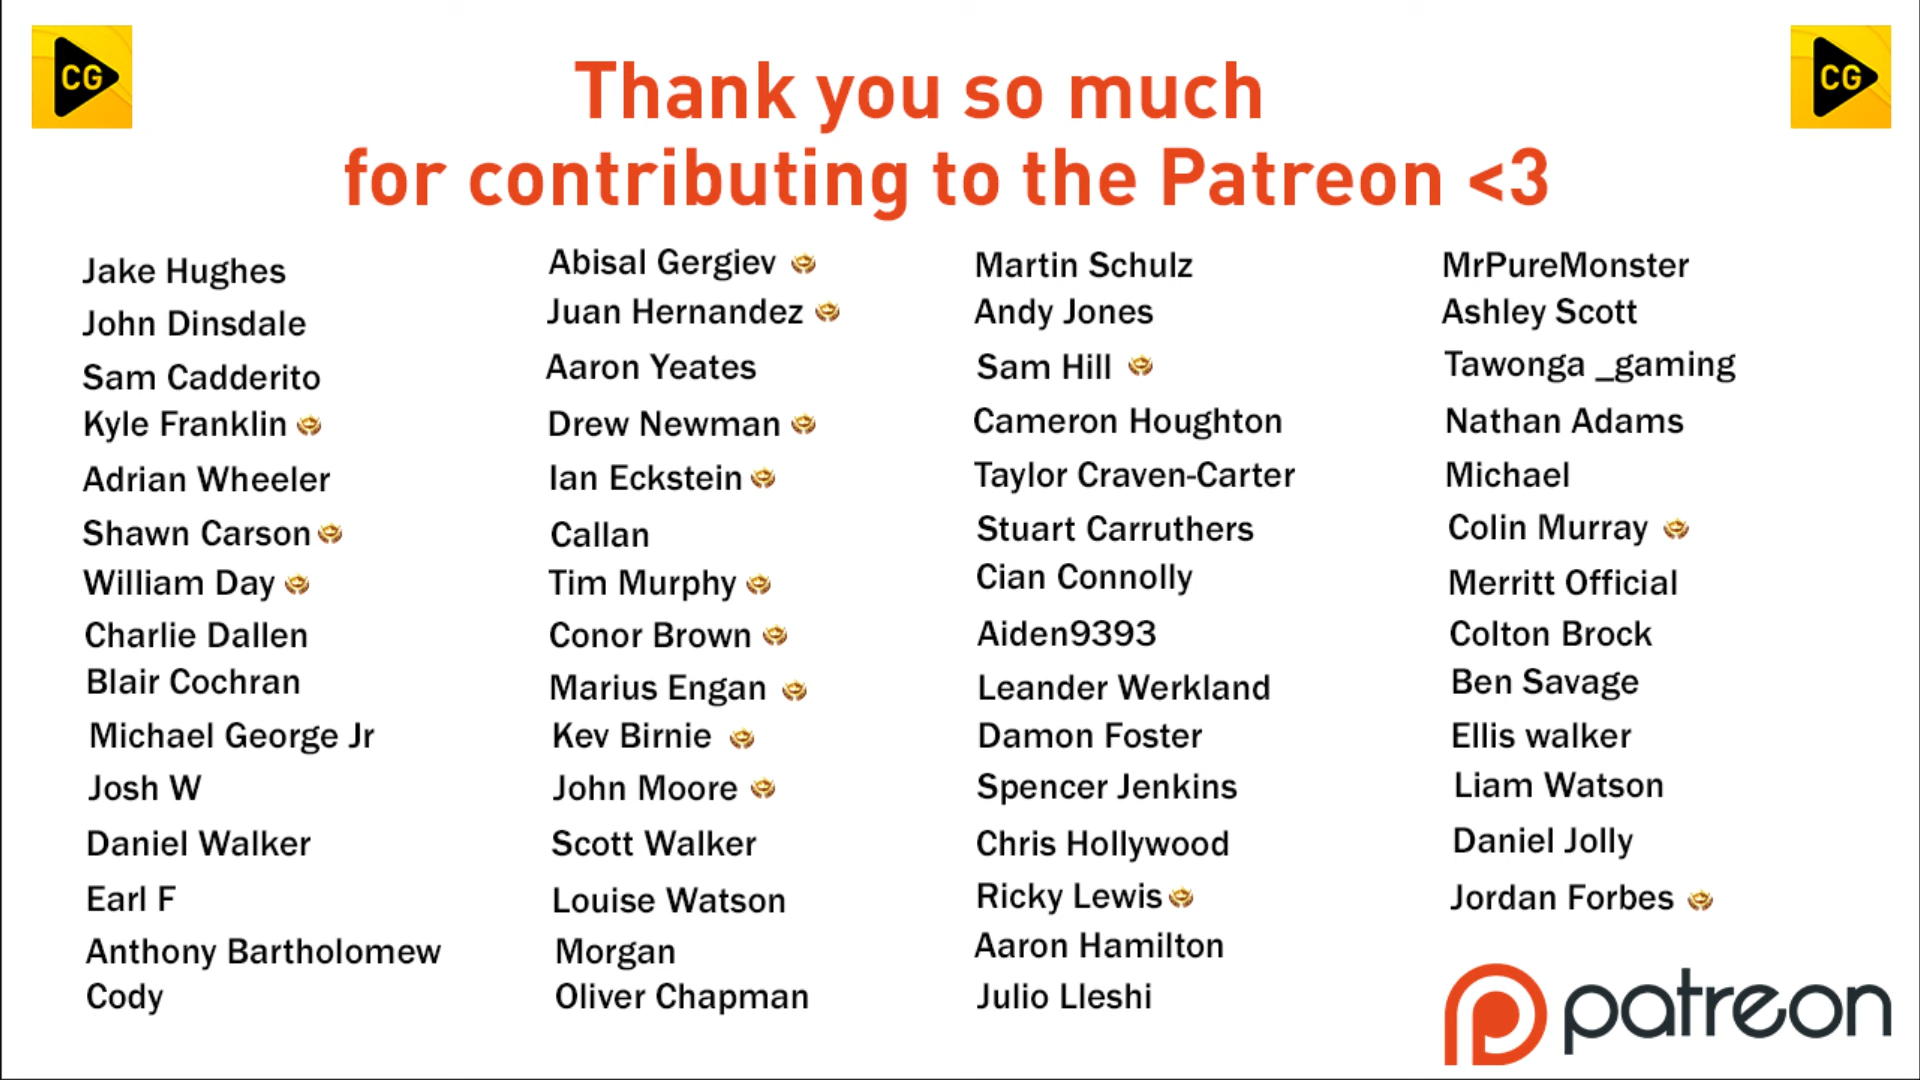 CG
CG
Thank you so much
for contributing to the Patreon <3
Jake Hughes
John Dinsdale
Sam Cadderito
Kyle Franklin
Adrian Wheeler
Shawn Carson
William Day
Charlie Dallen
Blair Cochran
Michael George Jr
Josh W
Daniel Walker
Earl F
Anthony Bartholomew
Cody
Abisal Gergiev
Juan Hernandez
Aaron Yeates
Drew Newman
Ian Eckstein
Callan
Tim Murphy
Conor Brown
Marius Engan
Kev Birnie
John Moore
Scott Walker
Louise Watson
Morgan
Oliver Chapman
Martin Schulz
Andy Jones
Sam Hill
Cameron Houghton
Taylor Craven-Carter
Stuart Carruthers
Cian Connolly
Aiden9393
Leander Werkland
Damon Foster
Spencer Jenkins
Chris Hollywood
Ricky Lewis
Aaron Hamilton
Julio Lleshi
MrPureMonster
Ashley Scott
Tawonga _gaming
Nathan Adams
Michael
Colin Murray
Merritt Official
Colton Brock
Ben Savage
Ellis walker
Liam Watson
Daniel Jolly
Jordan Forbes
patreon